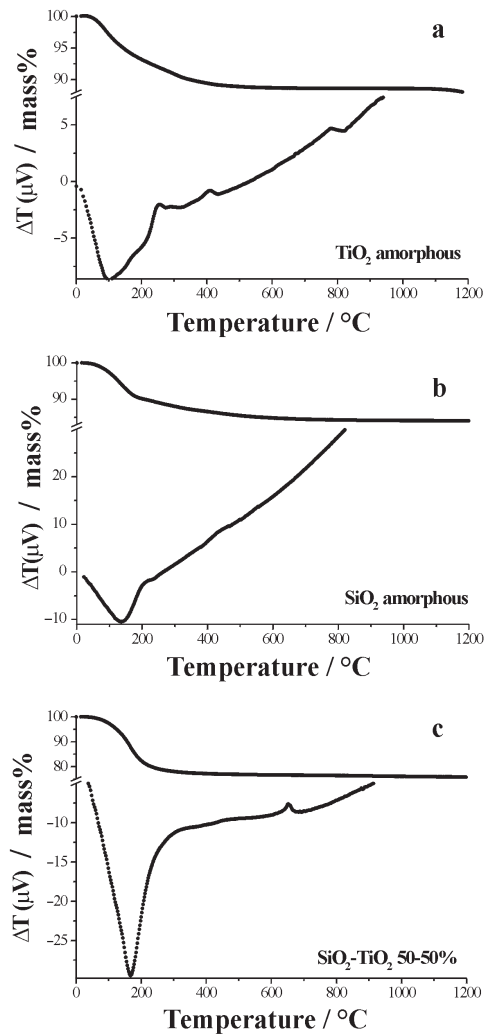 a
100
95
90
5
0
−5
ΔT (μV) / mass%
TiO₂ amorphous
0 200 400 600 800 1000 1200
Temperature / °C
b
100
90
20
10
0
−10
ΔT(μV) / mass%
SiO₂ amorphous
0 200 400 600 800 1000 1200
Temperature / °C
c
100
90
80
−10
−15
−20
−25
ΔT (μV) / mass%
SiO₂-TiO₂ 50-50%
0 200 400 600 800 1000 1200
Temperature / °C